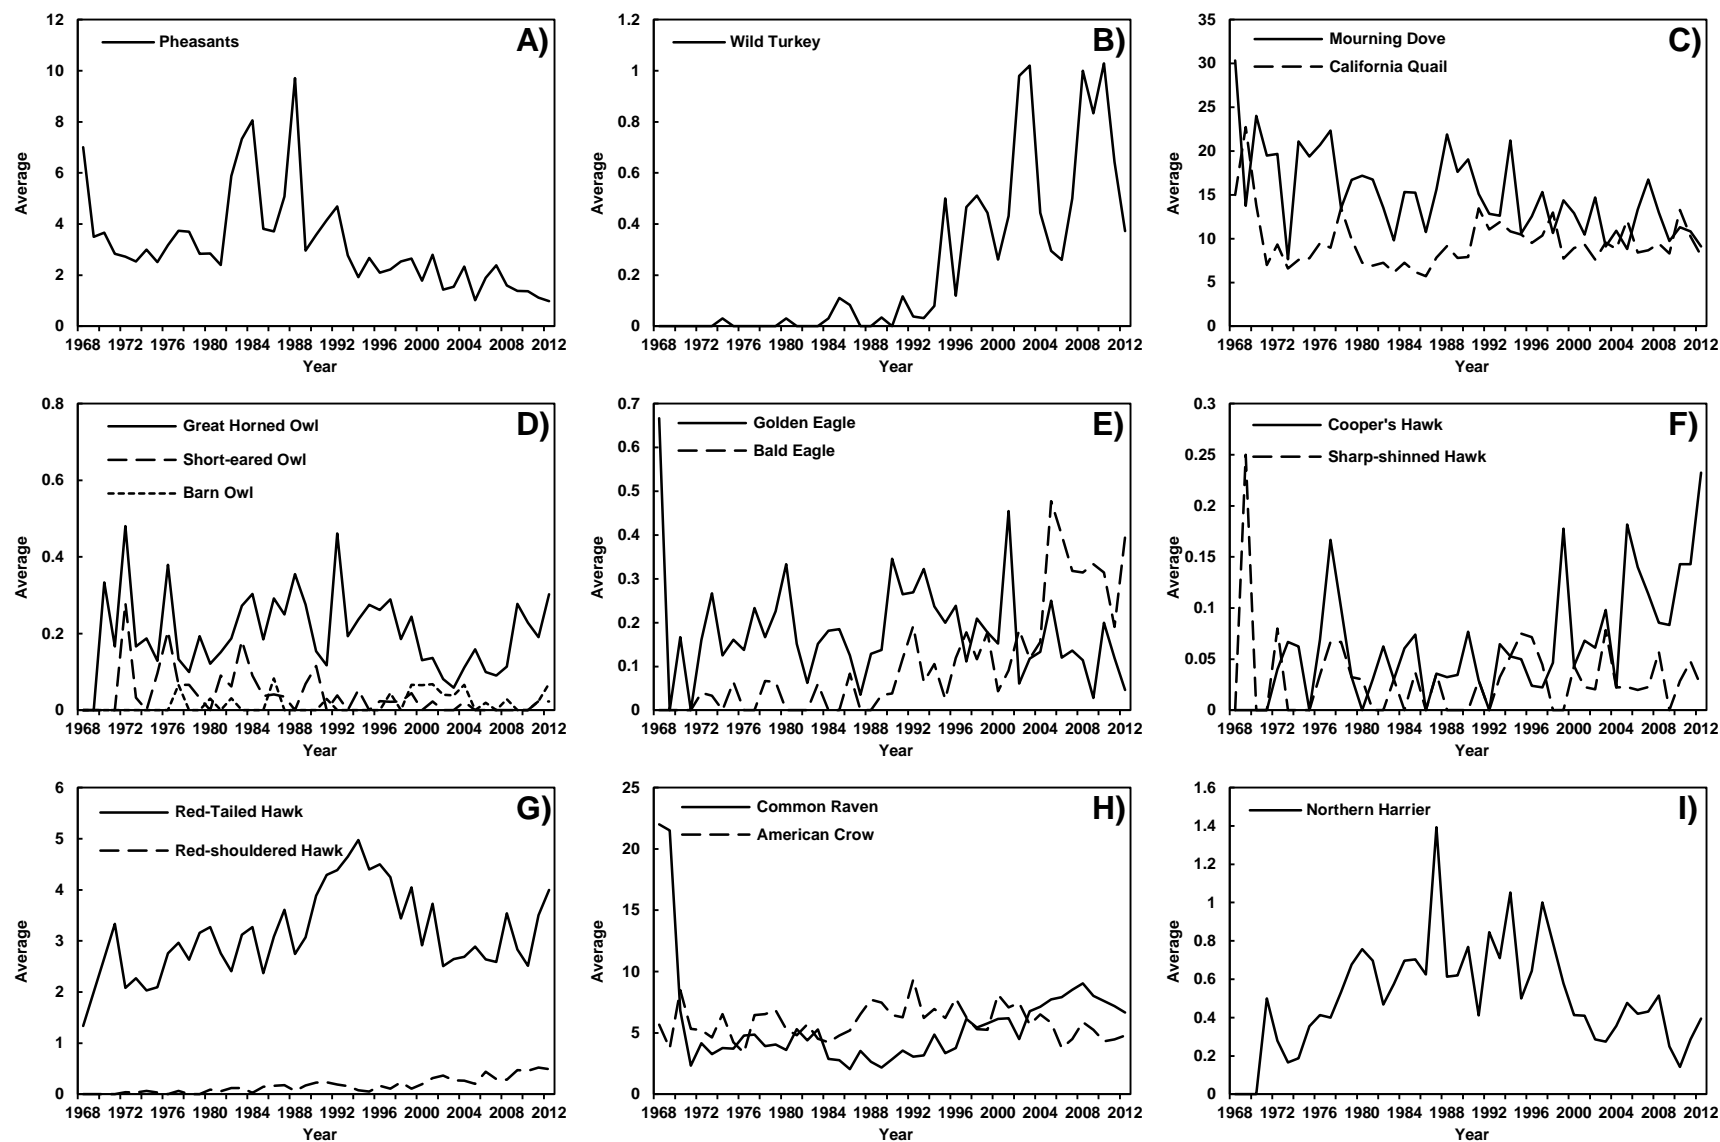 A)
Pheasants
Average
12
10
8
6
4
2
0
1968 1972 1976 1980 1984 1988 1992 1996 2000 2004 2008 2012
Year
B)
Wild Turkey
Average
1.2
1
0.8
0.6
0.4
0.2
0
1968 1972 1976 1980 1984 1988 1992 1996 2000 2004 2008 2012
Year
C)
Mourning Dove
California Quail
Average
35
30
25
20
15
10
5
0
1968 1972 1976 1980 1984 1988 1992 1996 2000 2004 2008 2012
Year
D)
Great Horned Owl
Short-eared Owl
Barn Owl
Average
0.8
0.6
0.4
0.2
0
1968 1972 1976 1980 1984 1988 1992 1996 2000 2004 2008 2012
Year
E)
Golden Eagle
Bald Eagle
Average
0.7
0.6
0.5
0.4
0.3
0.2
0.1
0
1968 1972 1976 1980 1984 1988 1992 1996 2000 2004 2008 2012
Year
F)
Cooper's Hawk
Sharp-shinned Hawk
Average
0.3
0.25
0.2
0.15
0.1
0.05
0
1968 1972 1976 1980 1984 1988 1992 1996 2000 2004 2008 2012
Year
G)
Red-Tailed Hawk
Red-shouldered Hawk
Average
6
5
4
3
2
1
0
1968 1972 1976 1980 1984 1988 1992 1996 2000 2004 2008 2012
Year
H)
Common Raven
American Crow
Average
25
20
15
10
5
0
1968 1972 1976 1980 1984 1988 1992 1996 2000 2004 2008 2012
Year
I)
Northern Harrier
Average
1.6
1.4
1.2
1
0.8
0.6
0.4
0.2
0
1968 1972 1976 1980 1984 1988 1992 1996 2000 2004 2008 2012
Year